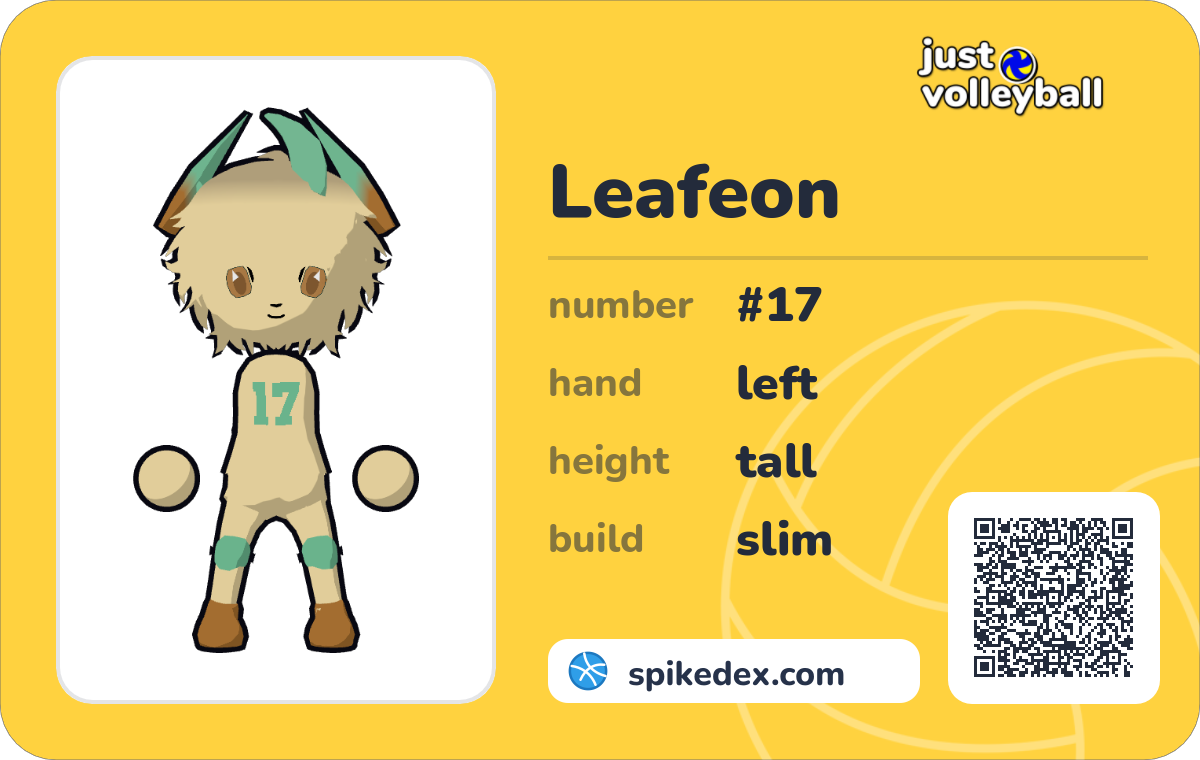 just
volleyball
Leafeon
number #17
hand left
height tall
build slim
17
spikedex.com